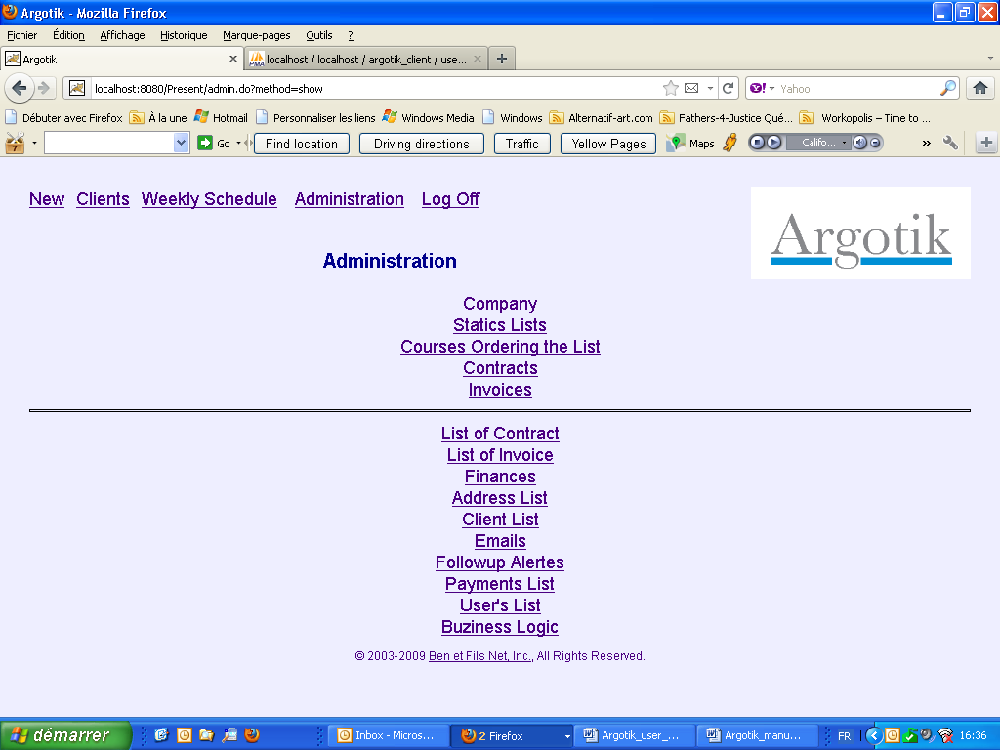 Argotik - Mozilla Firefox
Fichier Édition Affichage Historique Marque-pages Outils ?
Argotik
PMA localhost / localhost / argotik_client / use...
localhost:8080/Present/admin.do?method=show
Yahoo
Débuter avec Firefox À la une Hotmail Personnaliser les liens Windows Media Windows Alternatif-art.com Fathers-4-Justice Qué... Workopolis – Time to ...
Go Find location Driving directions Traffic Yellow Pages Maps ..... Califo... »
New Clients Weekly Schedule Administration Log Off
Argotik
Administration
Company
Statics Lists
Courses Ordering the List
Contracts
Invoices
List of Contract
List of Invoice
Finances
Address List
Client List
Emails
Followup Alertes
Payments List
User's List
Buziness Logic
© 2003-2009 Ben et Fils Net, Inc., All Rights Reserved.
démarrer Inbox - Micros... 2 Firefox Argotik_user_... Argotik_manu... FR 16:36